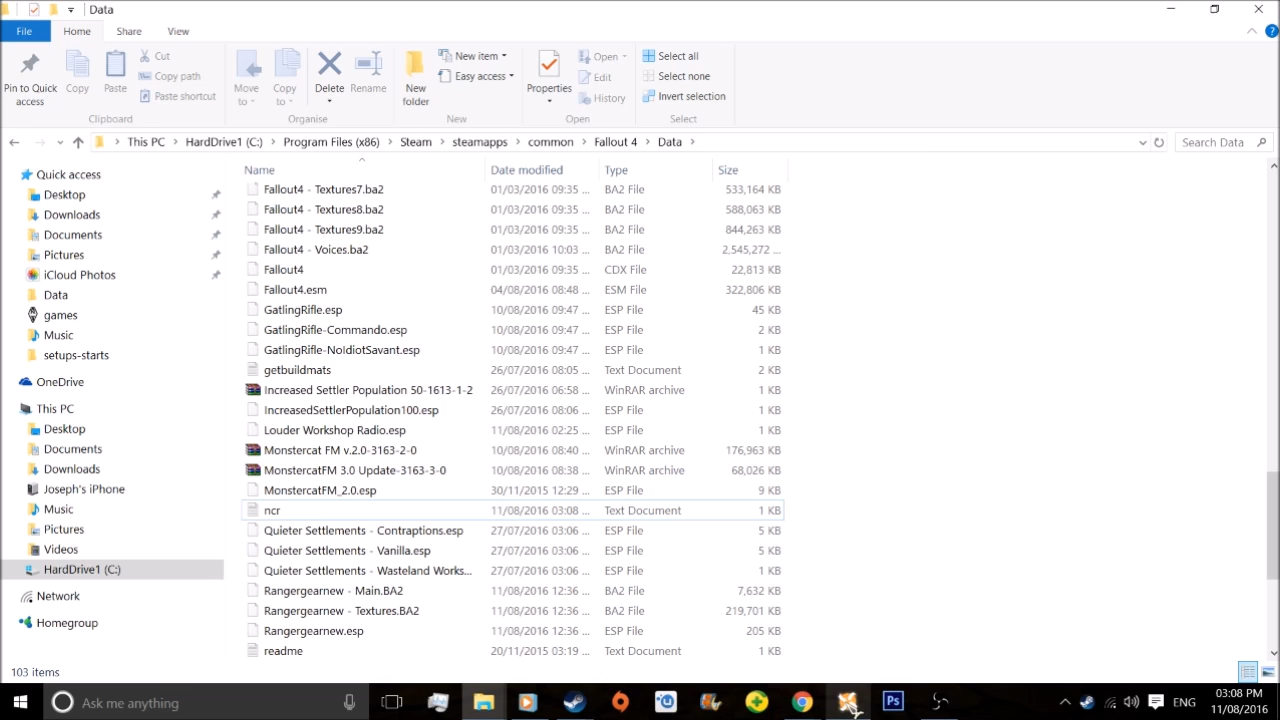 Data
File Home Share View
Pin to Quick access
Copy
Paste
Cut
Copy path
Paste shortcut
Clipboard
Move to
Copy to
Delete
Rename
Organise
New folder
New item
Easy access
New
Properties
Open
Edit
History
Open
Select all
Select none
Invert selection
Select
This PC > HardDrive1 (C:) > Program Files (x86) > Steam > steamapps > common > Fallout 4 > Data >
Search Data
Quick access
Desktop
Downloads
Documents
Pictures
iCloud Photos
Data
games
Music
setups-starts
OneDrive
This PC
Desktop
Documents
Downloads
Joseph's iPhone
Music
Pictures
Videos
HardDrive1 (C:)
Network
Homegroup
Name Date modified Type Size
Fallout4 - Textures7.ba2 01/03/2016 09:35 ... BA2 File 533,164 KB
Fallout4 - Textures8.ba2 01/03/2016 09:35 ... BA2 File 588,063 KB
Fallout4 - Textures9.ba2 01/03/2016 09:35 ... BA2 File 844,263 KB
Fallout4 - Voices.ba2 01/03/2016 10:03 ... BA2 File 2,545,272 ...
Fallout4 01/03/2016 09:35 ... CDX File 22,813 KB
Fallout4.esm 04/08/2016 08:48 ... ESM File 322,806 KB
GatlingRifle.esp 10/08/2016 09:47 ... ESP File 45 KB
GatlingRifle-Commando.esp 10/08/2016 09:47 ... ESP File 2 KB
GatlingRifle-NoIdiotSavant.esp 10/08/2016 09:47 ... ESP File 1 KB
getbuildmats 26/07/2016 08:05 ... Text Document 2 KB
Increased Settler Population 50-1613-1-2 26/07/2016 06:58 ... WinRAR archive 1 KB
IncreasedSettlerPopulation100.esp 26/07/2016 08:06 ... ESP File 1 KB
Louder Workshop Radio.esp 11/08/2016 02:25 ... ESP File 1 KB
Monstercat FM v.2.0-3163-2-0 10/08/2016 08:40 ... WinRAR archive 176,963 KB
MonstercatFM 3.0 Update-3163-3-0 10/08/2016 08:38 ... WinRAR archive 68,026 KB
MonstercatFM_2.0.esp 30/11/2015 12:29 ... ESP File 9 KB
ncr 11/08/2016 03:08 ... Text Document 1 KB
Quieter Settlements - Contraptions.esp 27/07/2016 03:06 ... ESP File 5 KB
Quieter Settlements - Vanilla.esp 27/07/2016 03:06 ... ESP File 5 KB
Quieter Settlements - Wasteland Works... 27/07/2016 03:06 ... ESP File 1 KB
Rangergearnew - Main.BA2 11/08/2016 12:36 ... BA2 File 7,632 KB
Rangergearnew - Textures.BA2 11/08/2016 12:36 ... BA2 File 219,701 KB
Rangergearnew.esp 11/08/2016 12:36 ... ESP File 205 KB
readme 20/11/2015 03:19 ... Text Document 1 KB
103 items
Ask me anything
Ps
ENG
03:08 PM
11/08/2016